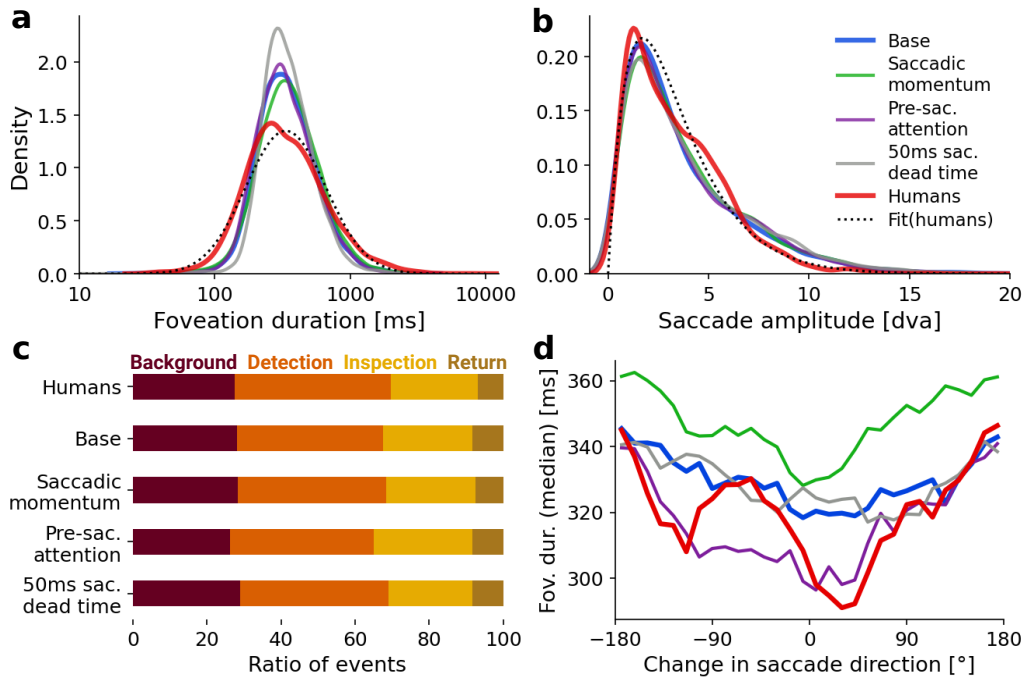 a
Density
2.0
1.5
1.0
0.5
0.0
10
100
1000
10000
Foveation duration [ms]
b
0.20
0.15
0.10
0.05
0.00
0
5
10
15
20
Saccade amplitude [dva]
Base
Saccadic
momentum
Pre-sac.
attention
50ms sac.
dead time
Humans
Fit(humans)
c
Background
Detection
Inspection
Return
Humans
Base
Saccadic
momentum
Pre-sac.
attention
50ms sac.
dead time
0
20
40
60
80
100
Ratio of events
d
Fov. dur. (median) [ms]
360
340
320
300
−180
−90
0
90
180
Change in saccade direction [°]